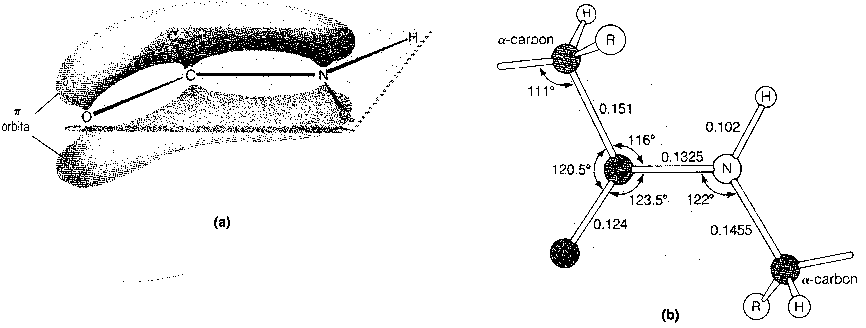 H
C
N
O
π
orbita
(a)
H
α-carbon
R
111°
0.151
H
0.102
116°
0.1325
120.5°
N
123.5°
122°
0.124
0.1455
α-carbon
R
H
(b)